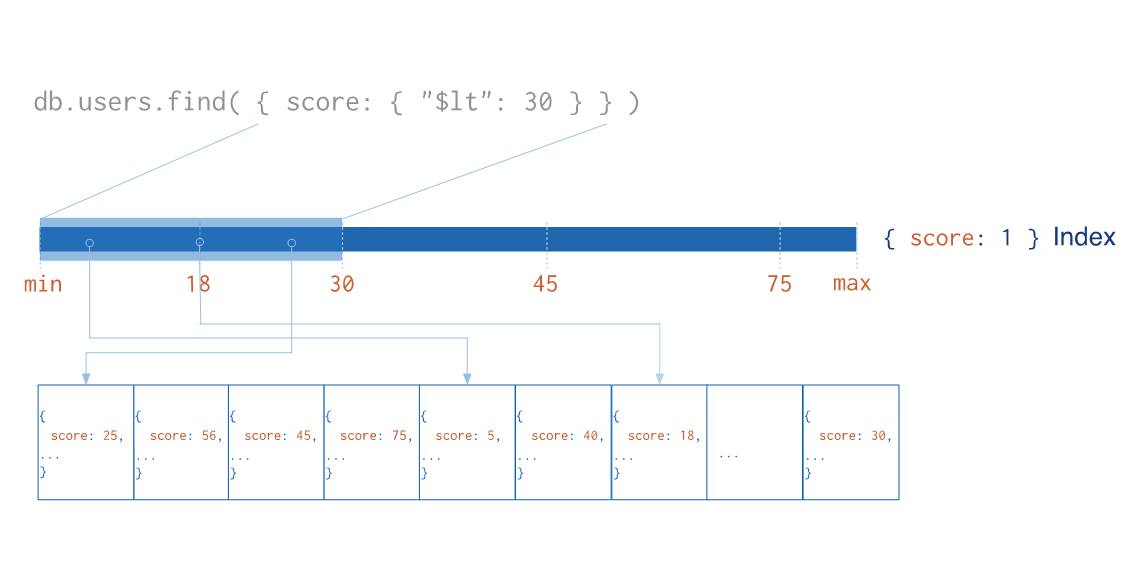 db.users.find( { score: { "$lt": 30 } } )
{ score: 1 } Index
min 18 30 45 75 max
{ { { { { { { {
score: 25, score: 56, score: 45, score: 75, score: 5, score: 40, score: 18, score: 30,
... ... ... ... ... ... ... ... ...
} } } } } } } }